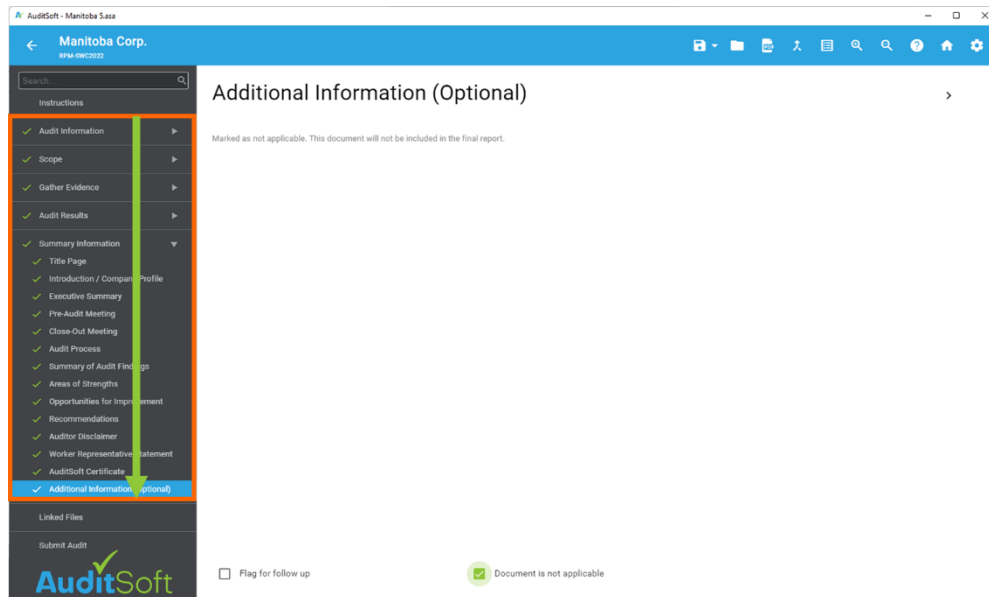 AuditSoft - Manitoba S.asa
Manitoba Corp.
RPM-SWC2022
Search...
Instructions
Audit Information
Scope
Gather Evidence
Audit Results
Summary Information
Title Page
Introduction / Company Profile
Executive Summary
Pre-Audit Meeting
Close-Out Meeting
Audit Process
Summary of Audit Findings
Areas of Strengths
Opportunities for Improvement
Recommendations
Auditor Disclaimer
Worker Representative Statement
AuditSoft Certificate
Additional Information (Optional)
Linked Files
Submit Audit
AuditSoft
Additional Information (Optional)
Marked as not applicable. This document will not be included in the final report.
Flag for follow up
Document is not applicable